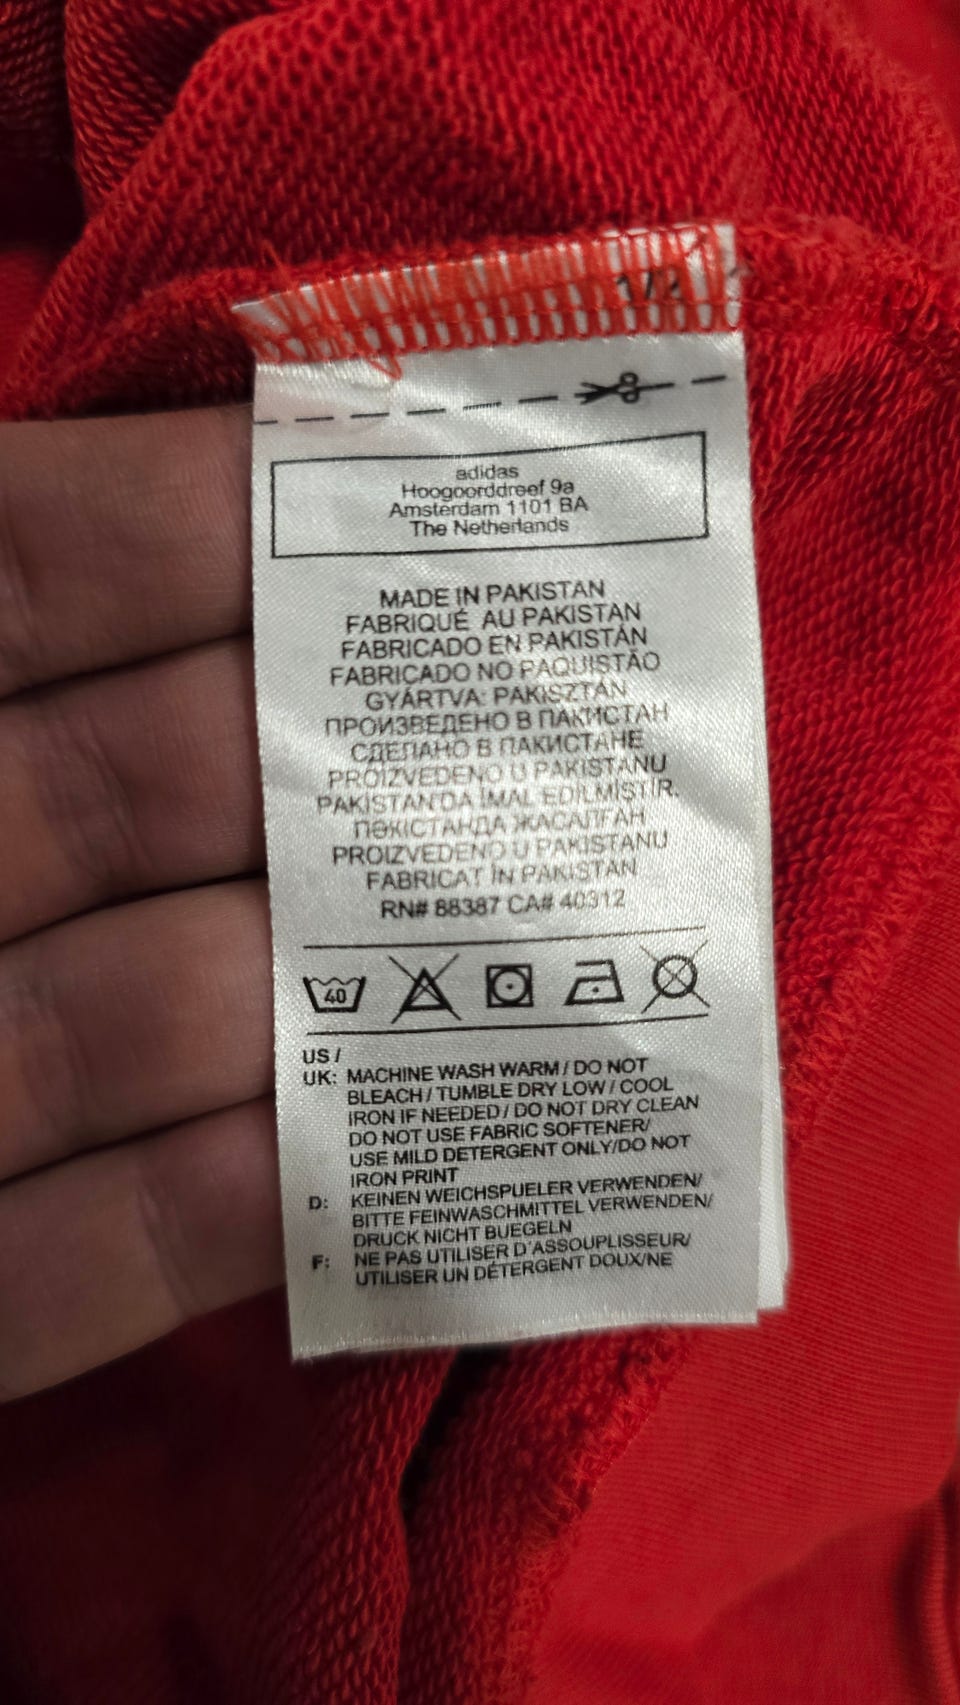 1/2
adidas
Hoogoorddreef 9a
Amsterdam 1101 BA
The Netherlands
MADE IN PAKISTAN
FABRIQUÉ AU PAKISTAN
FABRICADO EN PAKISTÁN
FABRICADO NO PAQUISTÃO
GYÁRTVA: PAKISZTÁN
ПРОИЗВЕДЕНО В ПАКИСТАН
СДЕЛАНО В ПАКИСТАНЕ
PROIZVEDENO U PAKISTANU
PAKISTAN'DA İMAL EDİLMİŞTİR.
ПӘКІСТАНДА ЖАСАЛҒАН
PROIZVEDENO U PAKISTANU
FABRICAT ÎN PAKISTAN
RN# 88387 CA# 40312
40
US /
UK: MACHINE WASH WARM / DO NOT
BLEACH / TUMBLE DRY LOW / COOL
IRON IF NEEDED / DO NOT DRY CLEAN
DO NOT USE FABRIC SOFTENER/
USE MILD DETERGENT ONLY/DO NOT
IRON PRINT
D: KEINEN WEICHSPUELER VERWENDEN/
BITTE FEINWASCHMITTEL VERWENDEN/
DRUCK NICHT BUEGELN
F: NE PAS UTILISER D'ASSOUPLISSEUR/
UTILISER UN DÉTERGENT DOUX/NE